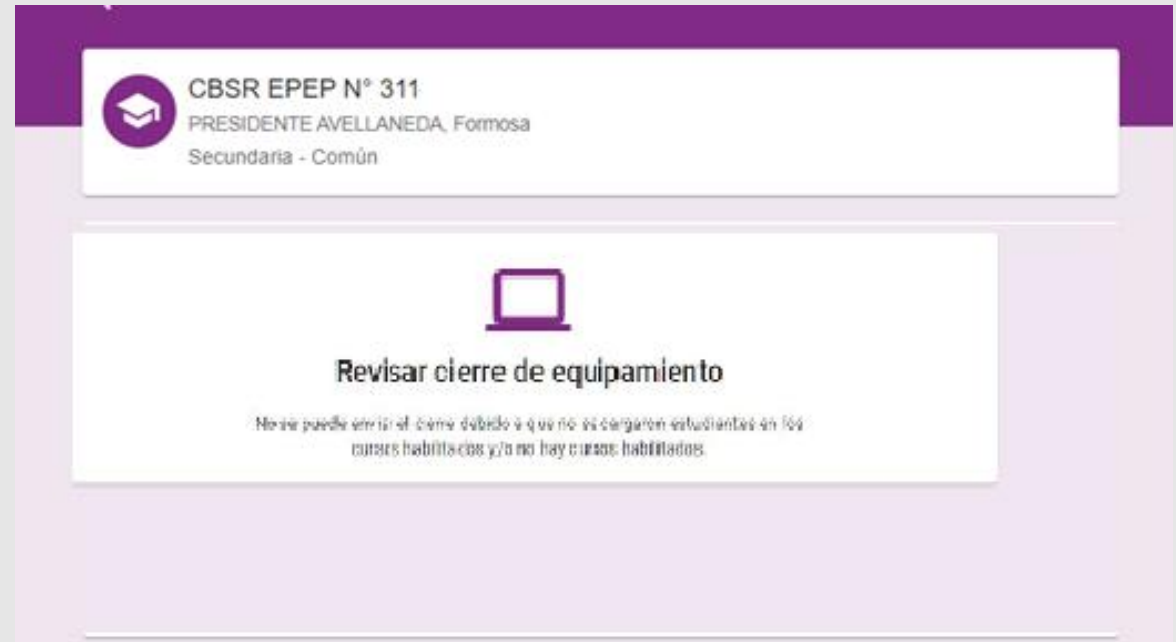 CBSR EPEP N° 311
PRESIDENTE AVELLANEDA, Formosa
Secundaria - Común
Revisar cierre de equipamiento
No se puede enviar el cierre debido a que no se cargaron estudiantes en los
cursos habilitados y/o no hay cursos habilitados.